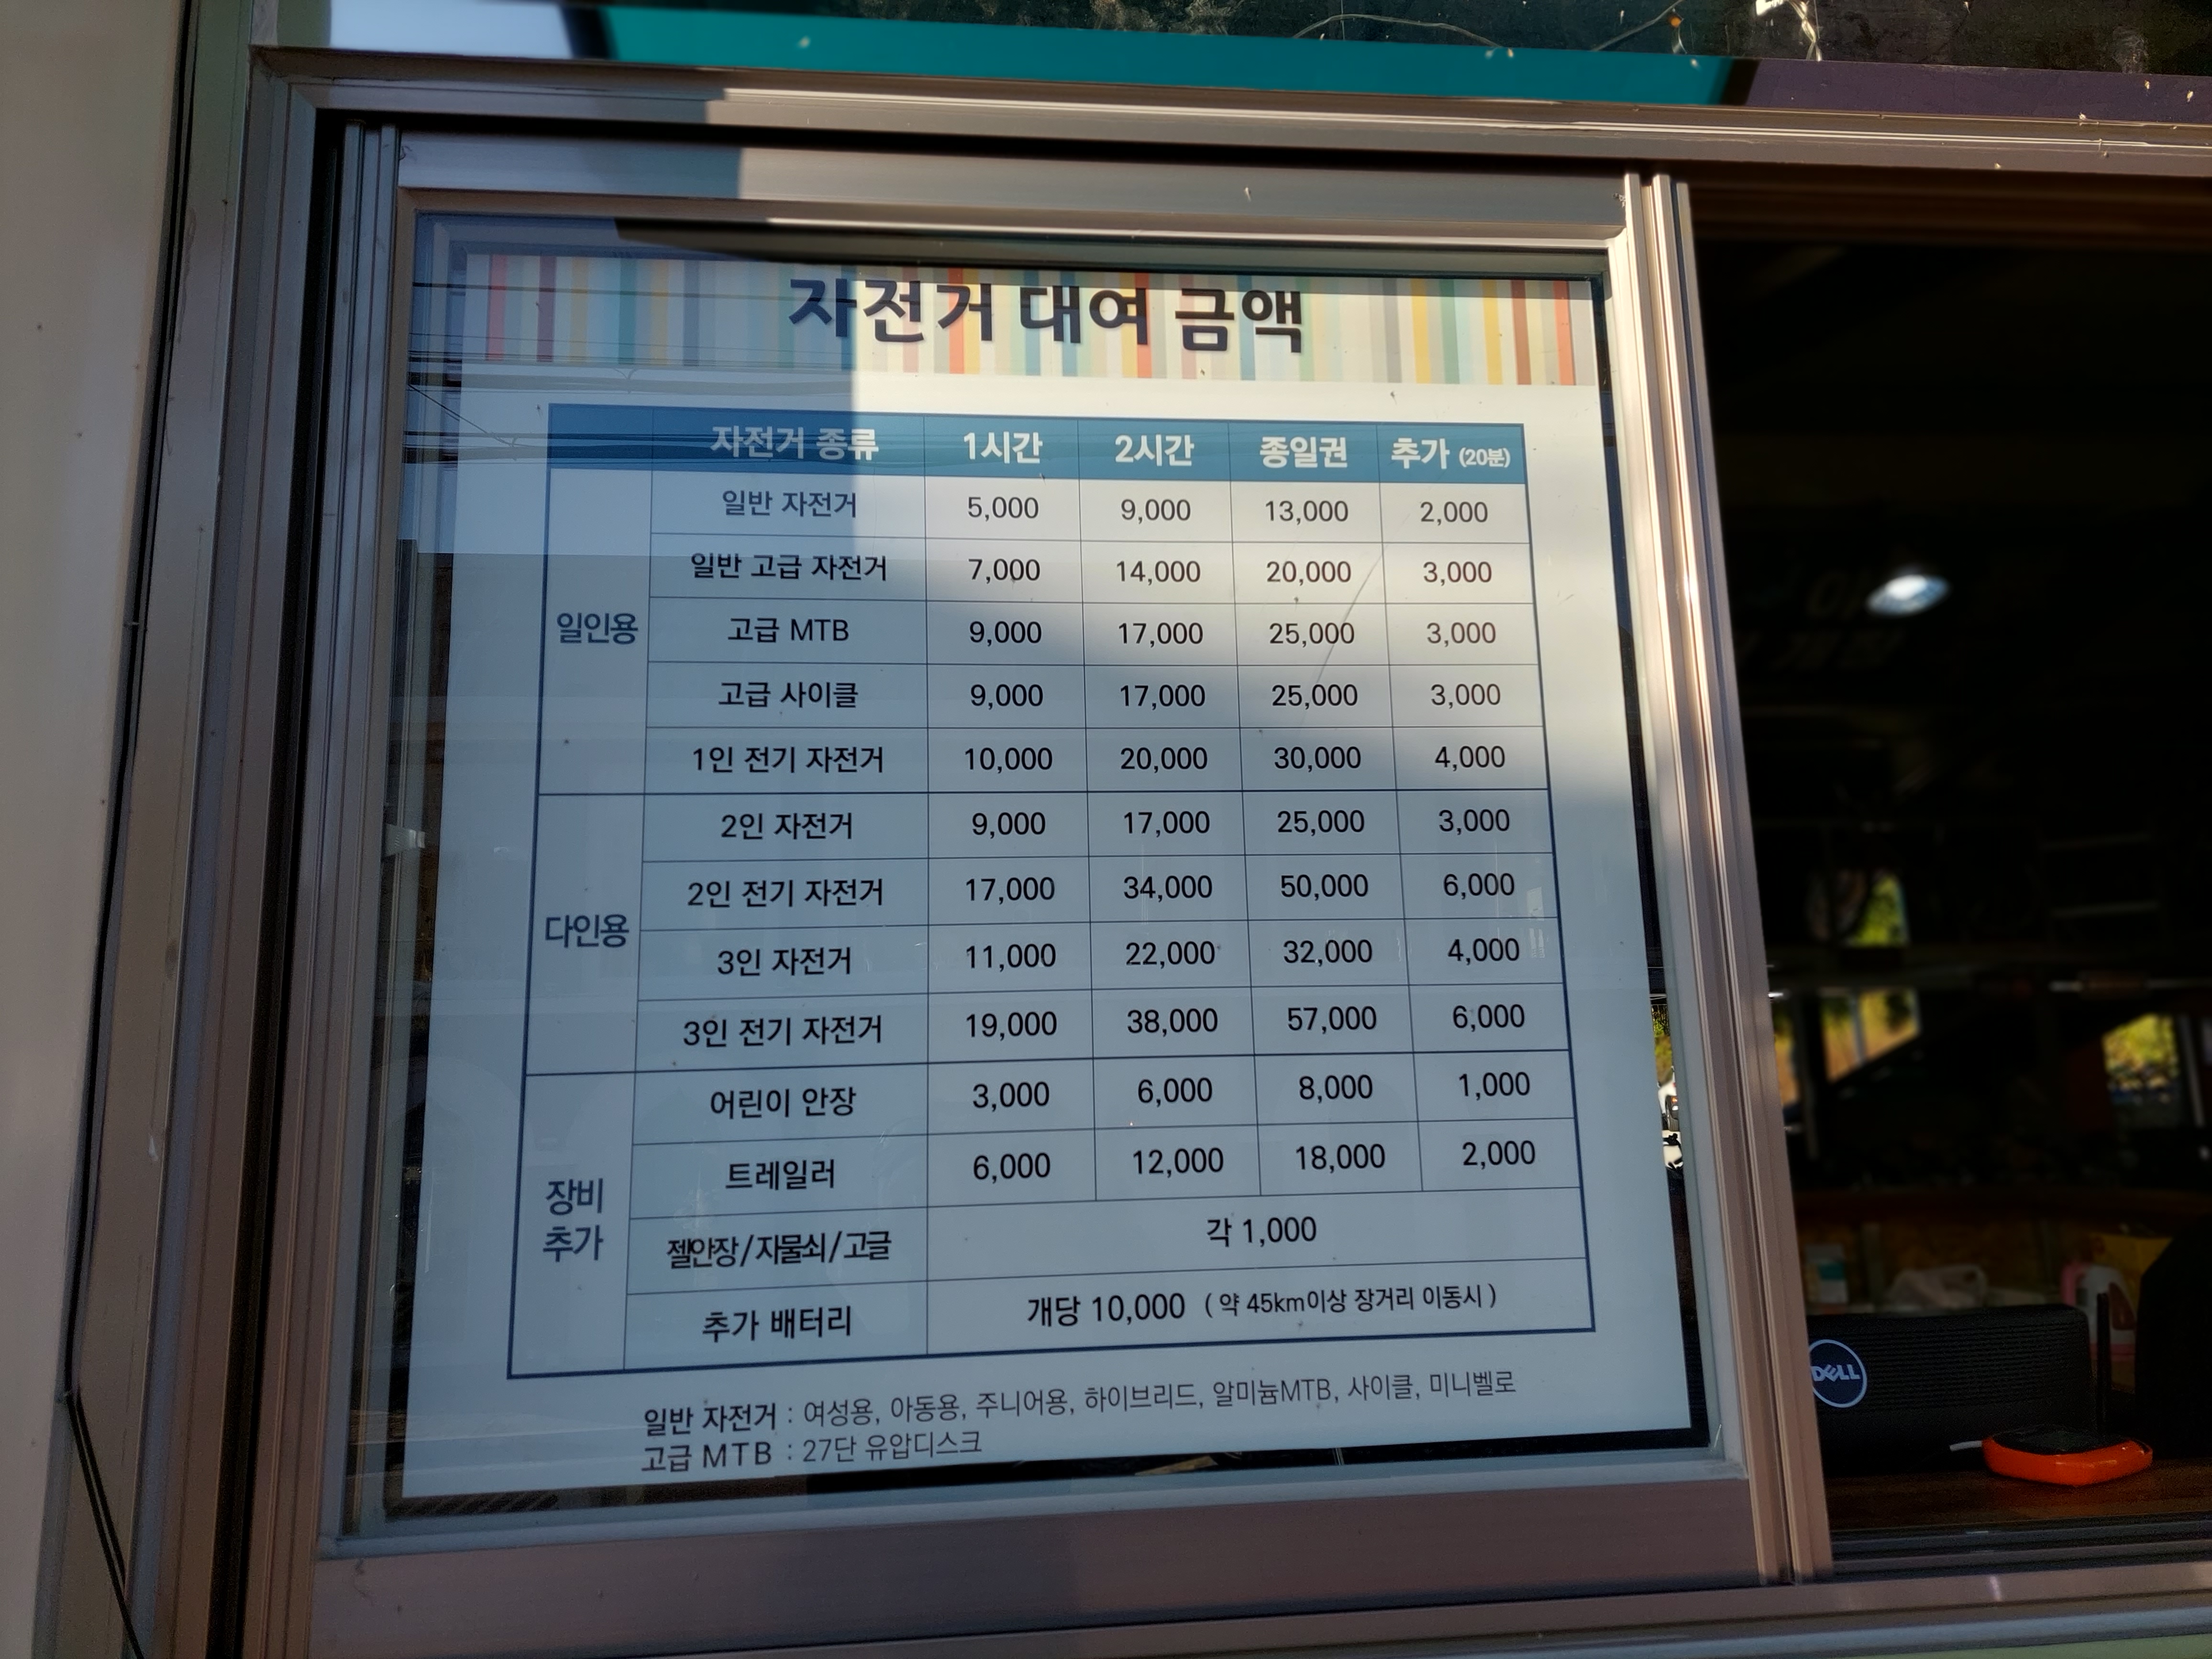 자전거 대여 금액
자전거 종류 1시간 2시간 종일권 추가 (20분)
일인용
일반 자전거 5,000 9,000 13,000 2,000
일반 고급 자전거 7,000 14,000 20,000 3,000
고급 MTB 9,000 17,000 25,000 3,000
고급 사이클 9,000 17,000 25,000 3,000
1인 전기 자전거 10,000 20,000 30,000 4,000
다인용
2인 자전거 9,000 17,000 25,000 3,000
2인 전기 자전거 17,000 34,000 50,000 6,000
3인 자전거 11,000 22,000 32,000 4,000
3인 전기 자전거 19,000 38,000 57,000 6,000
장비
추가
어린이 안장 3,000 6,000 8,000 1,000
트레일러 6,000 12,000 18,000 2,000
젤안장/자물쇠/고글 각 1,000
추가 배터리 개당 10,000 ( 약 45km이상 장거리 이동시 )
일반 자전거 : 여성용, 아동용, 주니어용, 하이브리드, 알미늄MTB, 사이클, 미니벨로
고급 MTB : 27단 유압디스크
DELL